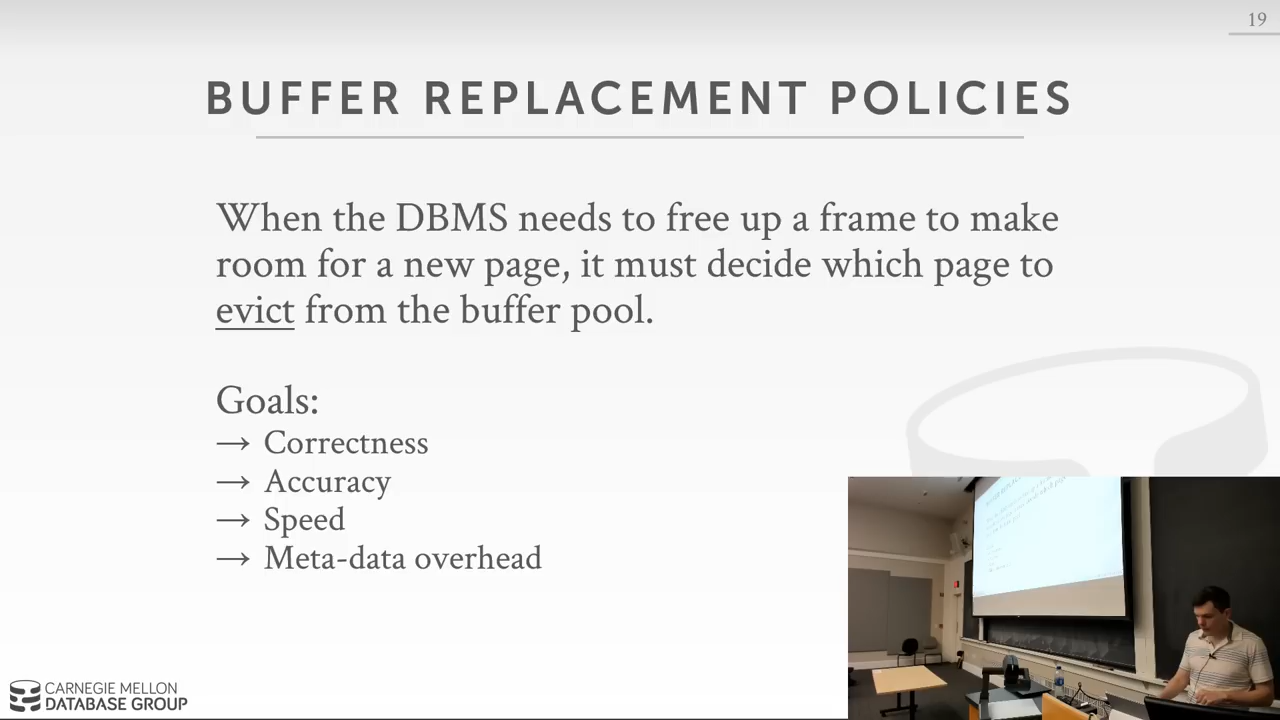 19
BUFFER REPLACEMENT POLICIES
When the DBMS needs to free up a frame to make
room for a new page, it must decide which page to
evict from the buffer pool.
Goals:
→ Correctness
→ Accuracy
→ Speed
→ Meta-data overhead
CARNEGIE MELLON
DATABASE GROUP